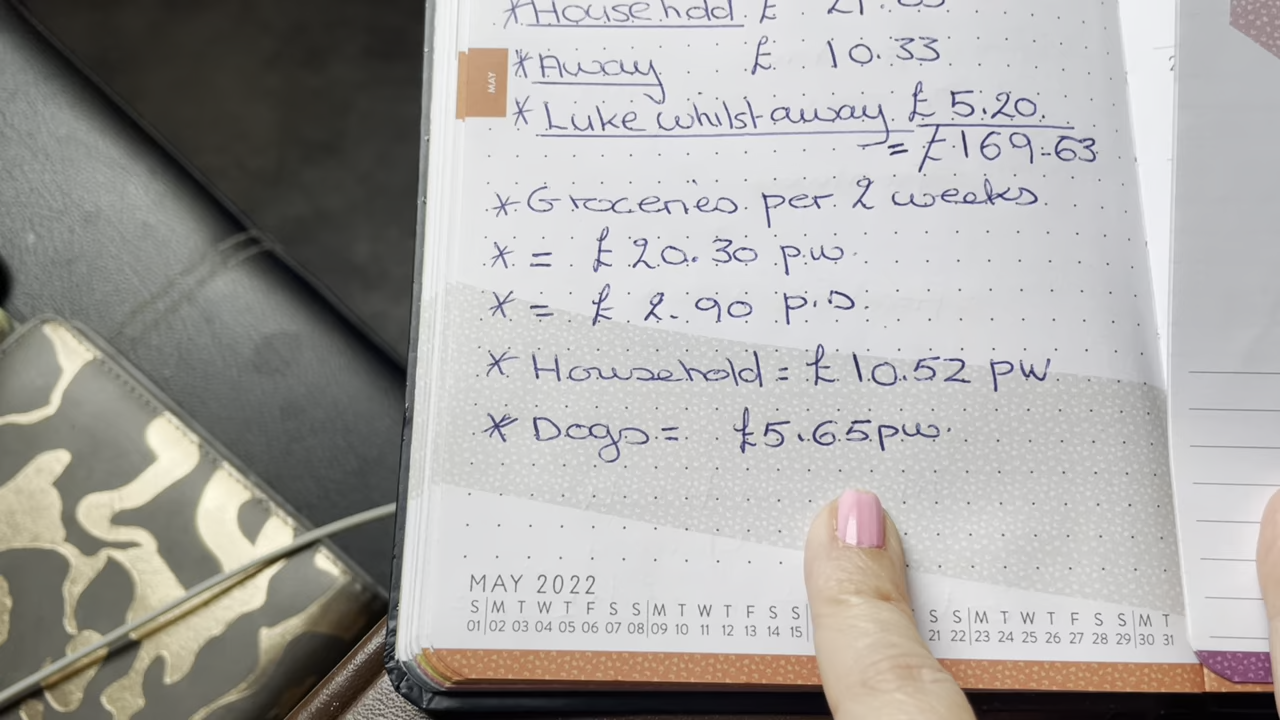 *Household £
*Away £ 10.33
MAY
*Luke whilst away £ 5.20
= £169.63
*Groceries per 2 weeks
* = £20.30 p.w.
* = £ 2.90 p.D.
* Household = £10.52 pw
* Dogs = £5.65pw.
MAY 2022
S M T W T F S S M T W T F S S S S M T W T F S S M T
01 02 03 04 05 06 07 08 09 10 11 12 13 14 15 21 22 23 24 25 26 27 28 29 30 31